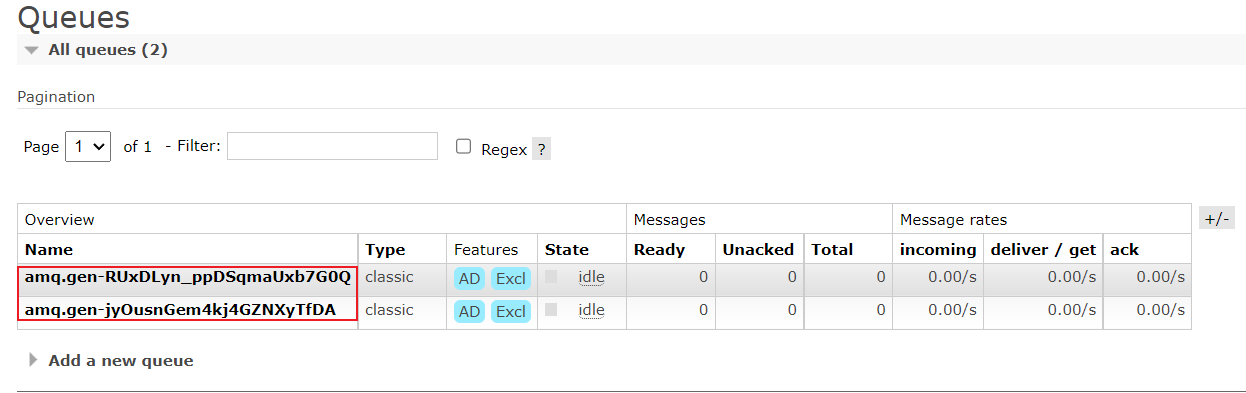 Queues
All queues (2)
Pagination
Page 1 of 1 - Filter: Regex ?
Overview Messages Message rates +/-
Name Type Features State Ready Unacked Total incoming deliver / get ack
amq.gen-RUxDLyn_ppDSqmaUxb7G0Q classic AD Excl idle 0 0 0 0.00/s 0.00/s 0.00/s
amq.gen-jyOusnGem4kj4GZNXyTfDA classic AD Excl idle 0 0 0 0.00/s 0.00/s 0.00/s
Add a new queue